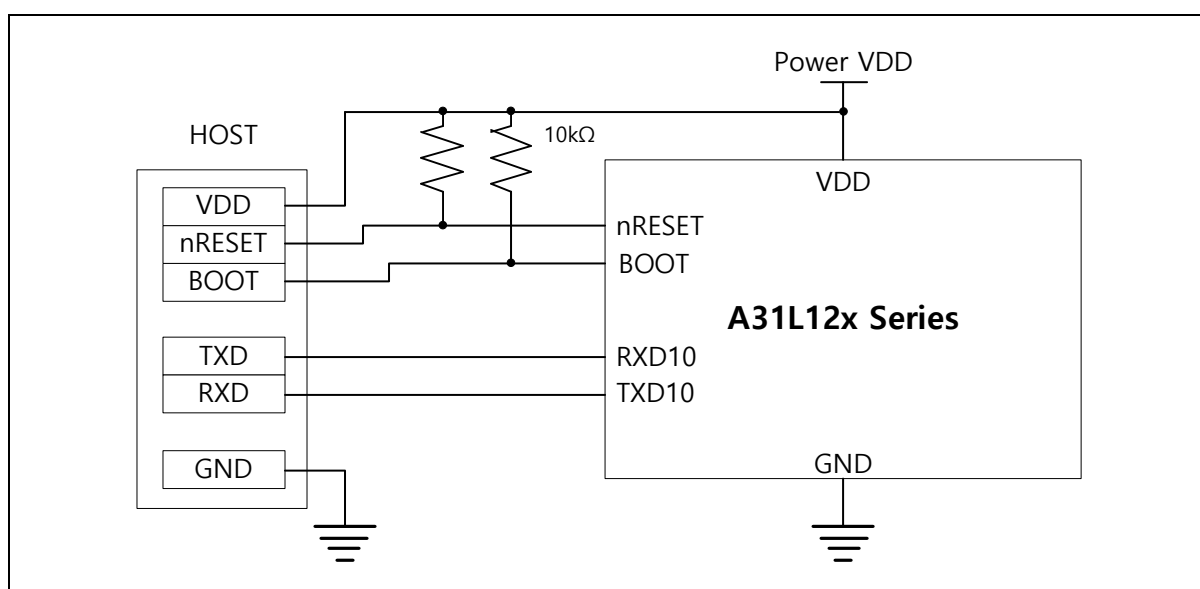 Power VDD
HOST
10kΩ
VDD
VDD
nRESET
nRESET
BOOT
BOOT
A31L12x Series
TXD
RXD10
RXD
TXD10
GND
GND